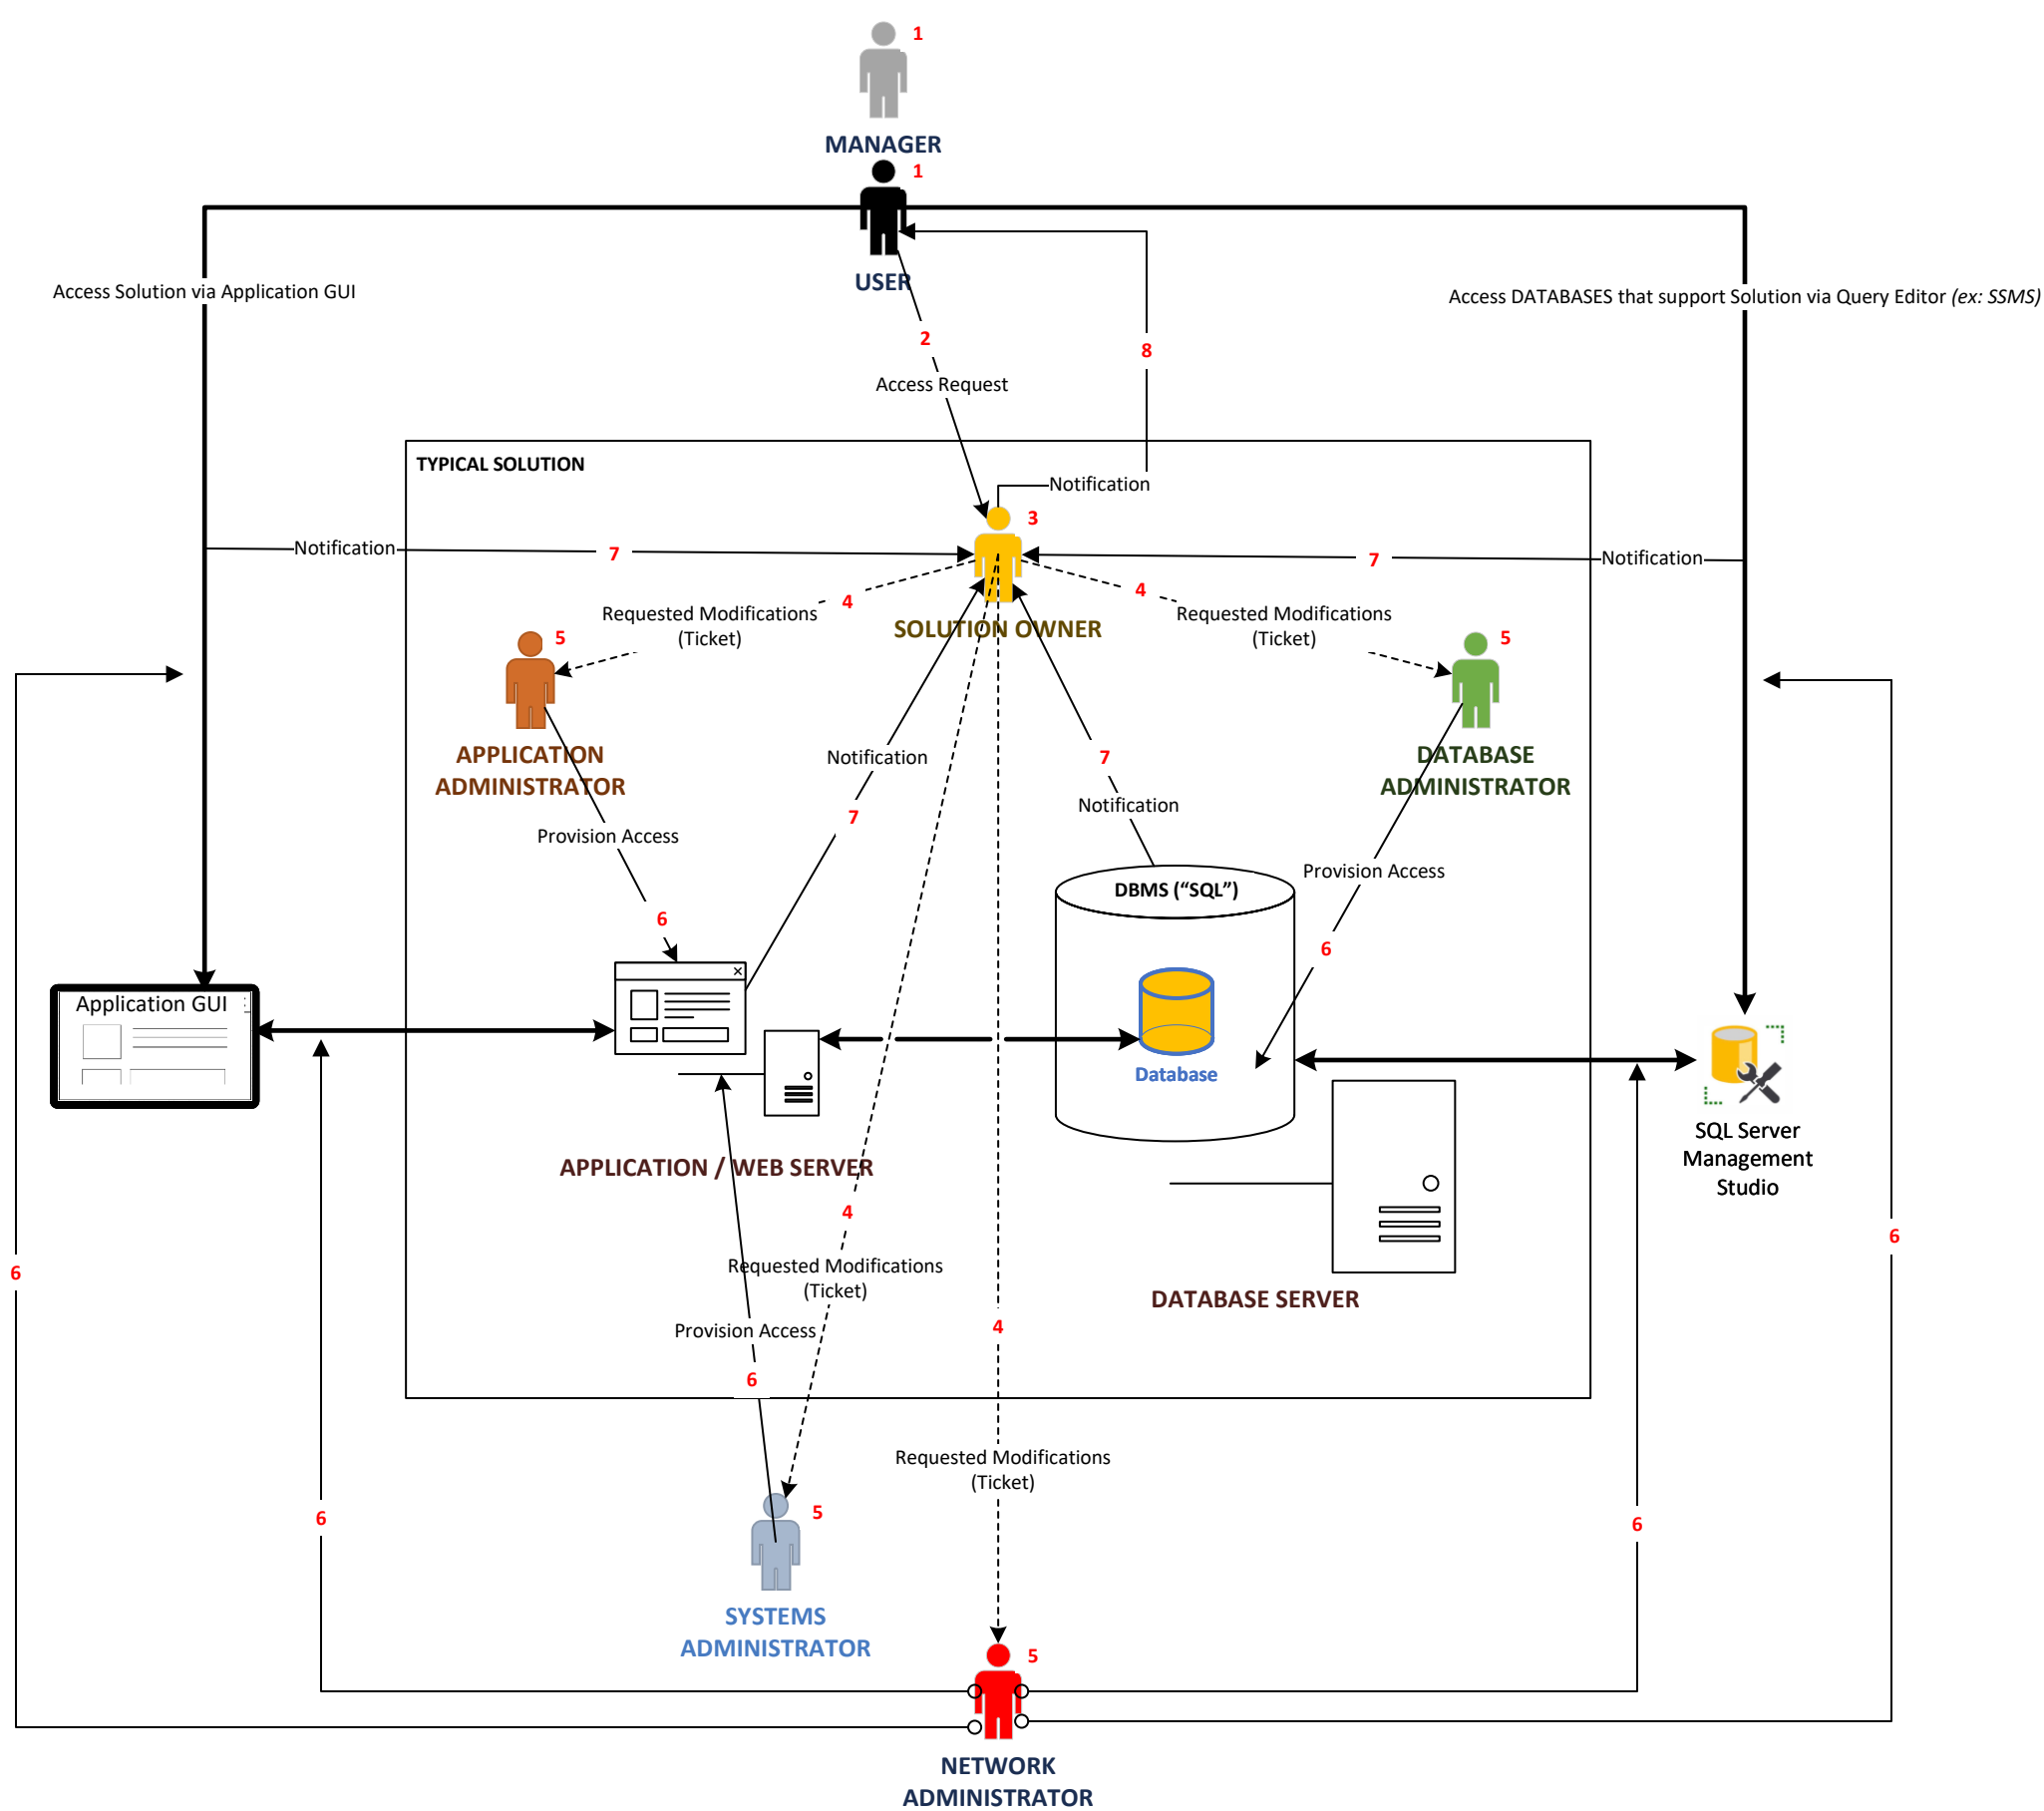 1
MANAGER
1
USER
Access Solution via Application GUI
Access DATABASES that support Solution via Query Editor (ex: SSMS)
2
8
Access Request
TYPICAL SOLUTION
Notification
3
Notification
7
7
Notification
4
4
Requested Modifications
(Ticket)
Requested Modifications
(Ticket)
SOLUTION OWNER
5
5
APPLICATION
ADMINISTRATOR
Notification
7
DATABASE
ADMINISTRATOR
7
Notification
Provision Access
Provision Access
DBMS (“SQL”)
6
6
Application GUI
Database
SQL Server
Management
Studio
APPLICATION / WEB SERVER
4
6
6
Requested Modifications
(Ticket)
DATABASE SERVER
4
Provision Access
6
Requested Modifications
(Ticket)
6
5
6
SYSTEMS
ADMINISTRATOR
5
NETWORK
ADMINISTRATOR